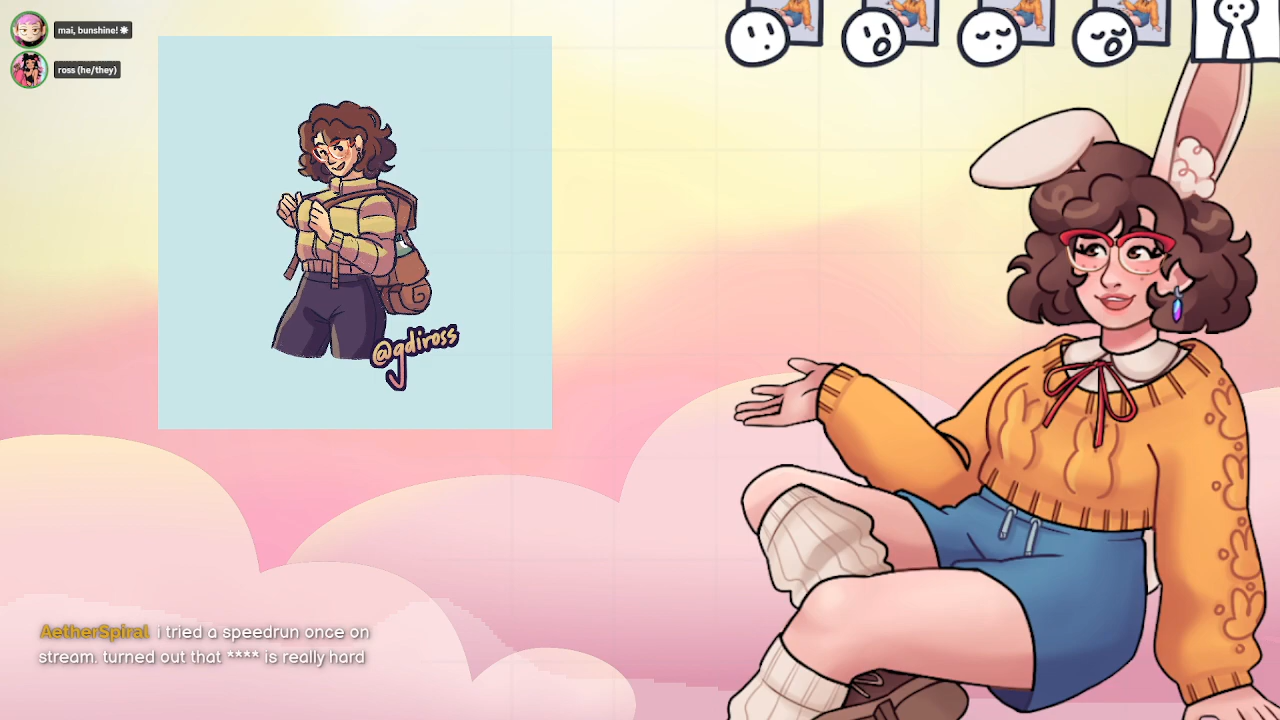 mai, bunshine! ❋
ross (he/they)
@gdiross
AetherSpiral i tried a speedrun once on
stream. turned out that **** is really hard